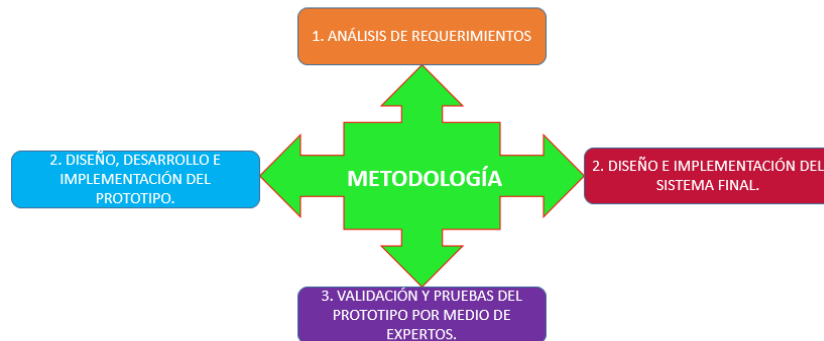 1. ANÁLISIS DE REQUERIMIENTOS
2. DISEÑO, DESARROLLO E
IMPLEMENTACIÓN DEL
PROTOTIPO.
METODOLOGÍA
2. DISEÑO E IMPLEMENTACIÓN DEL
SISTEMA FINAL.
3. VALIDACIÓN Y PRUEBAS DEL
PROTOTIPO POR MEDIO DE
EXPERTOS.